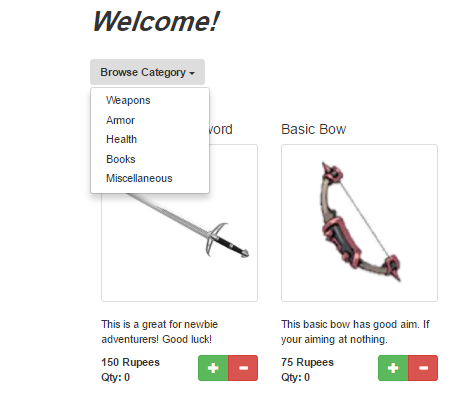 Welcome!
Browse Category
Weapons
Armor
Health
Books
Miscellaneous
word
Basic Bow
This is a great for newbie
adventurers! Good luck!
150 Rupees
Qty: 0
This basic bow has good aim. If
your aiming at nothing.
75 Rupees
Qty: 0